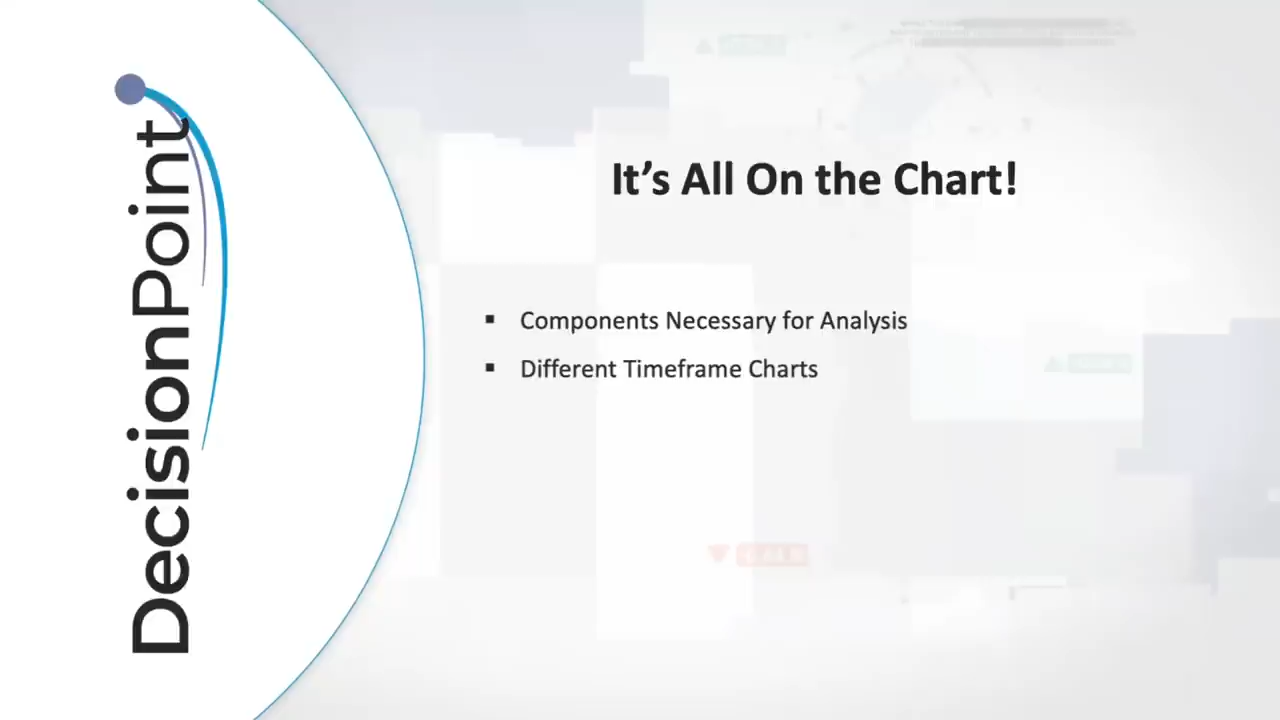 DecisionPoint
It's All On the Chart!
▪ Components Necessary for Analysis
▪ Different Timeframe Charts